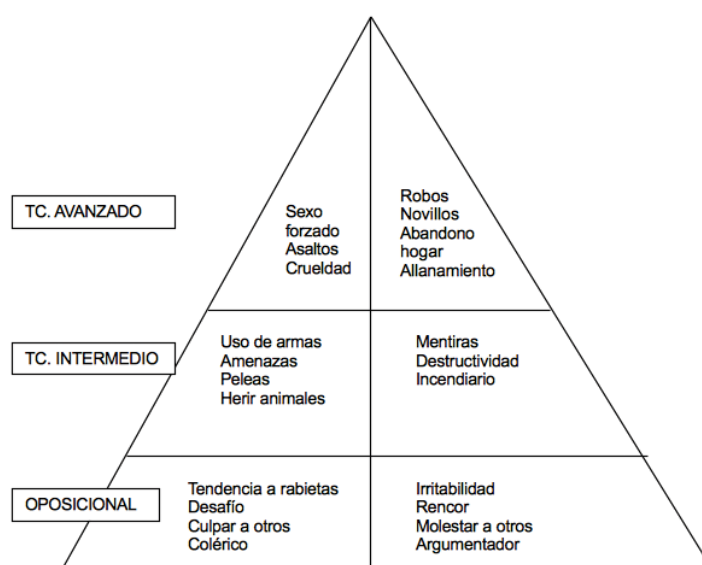 TC. AVANZADO
Sexo
forzado
Asaltos
Crueldad
Robos
Novillos
Abandono
hogar
Allanamiento
TC. INTERMEDIO
Uso de armas
Amenazas
Peleas
Herir animales
Mentiras
Destructividad
Incendiario
OPOSICIONAL
Tendencia a rabietas
Desafío
Culpar a otros
Colérico
Irritabilidad
Rencor
Molestar a otros
Argumentador